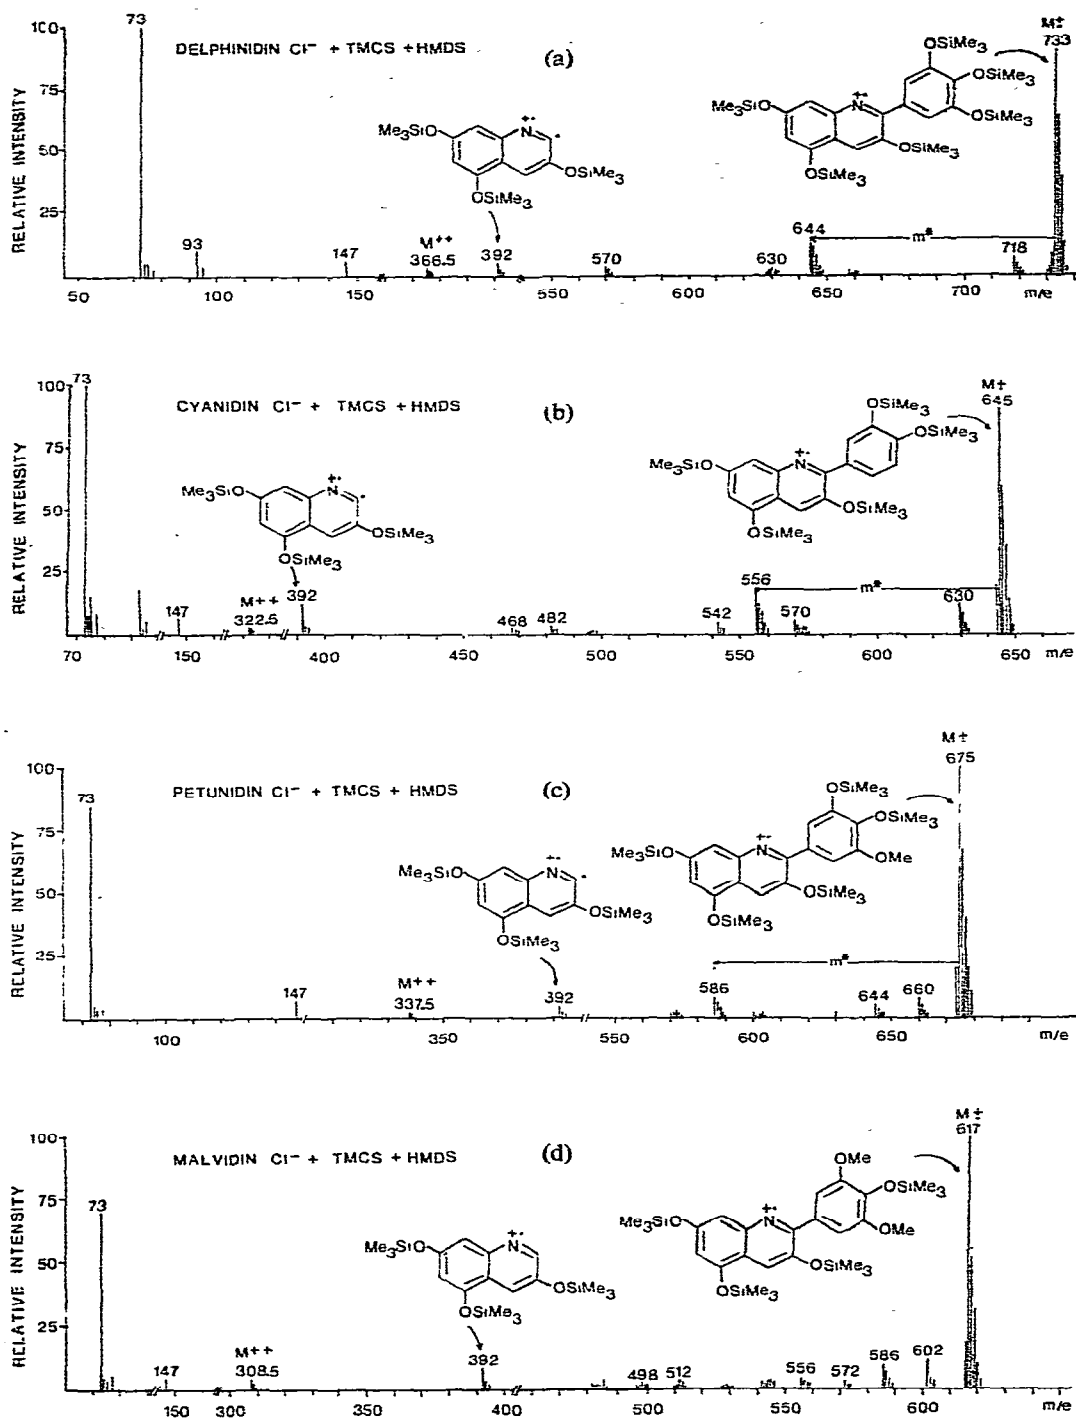 RELATIVE INTENSITY
100
75
50
25
73
DELPHINIDIN Cl⁻ + TMCS + HMDS
(a)
M±
733
OSiMe₃
OSiMe₃
OSiMe₃
Me₃SiO
N
OSiMe₃
OSiMe₃
Me₃SiO
N
OSiMe₃
OSiMe₃
93
147
M⁺⁺
366.5
392
570
630
644
m*
718
50 100 150 400 550 600 650 700 m/e
RELATIVE INTENSITY
100
75
50
25
73
CYANIDIN Cl⁻ + TMCS + HMDS
(b)
M+
645
OSiMe₃
OSiMe₃
Me₃SiO
N
OSiMe₃
OSiMe₃
Me₃SiO
N
OSiMe₃
OSiMe₃
147
M⁺⁺
322.5
392
468
482
542
556
m*
570
630
70 150 400 450 500 550 600 650 m/e
RELATIVE INTENSITY
100
75
50
25
73
PETUNIDIN Cl⁻ + TMCS + HMDS
(c)
M±
675
OSiMe₃
OSiMe₃
OMe
Me₃SiO
N
OSiMe₃
OSiMe₃
Me₃SiO
N
OSiMe₃
OSiMe₃
147
M⁺⁺
337.5
392
586
m*
644
660
100 350 550 600 650 m/e
RELATIVE INTENSITY
100
75
50
25
73
MALVIDIN Cl⁻ + TMCS + HMDS
(d)
M±
617
OMe
OSiMe₃
OMe
Me₃SiO
N
OSiMe₃
OSiMe₃
Me₃SiO
N
OSiMe₃
OSiMe₃
147
M⁺⁺
308.5
392
498
512
556
572
586
602
150 300 400 500 550 600 m/e